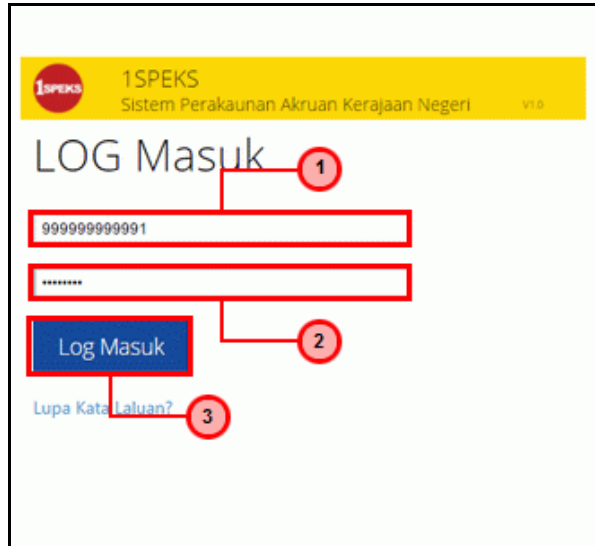 1SPEKS
1SPEKS
Sistem Perakaunan Akruan Kerajaan Negeri V1.0
LOG Masuk
1
999999999991
••••••••
2
Log Masuk
Lupa Kata Laluan?
3